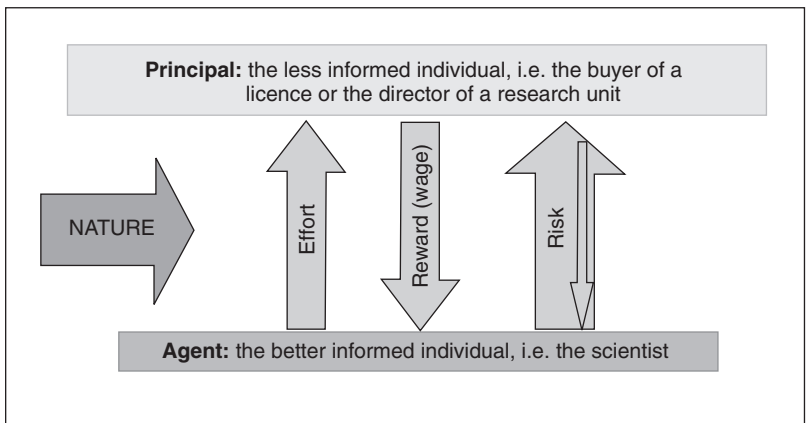 Principal: the less informed individual, i.e. the buyer of a
licence or the director of a research unit
NATURE
Effort
Reward (wage)
Risk
Agent: the better informed individual, i.e. the scientist